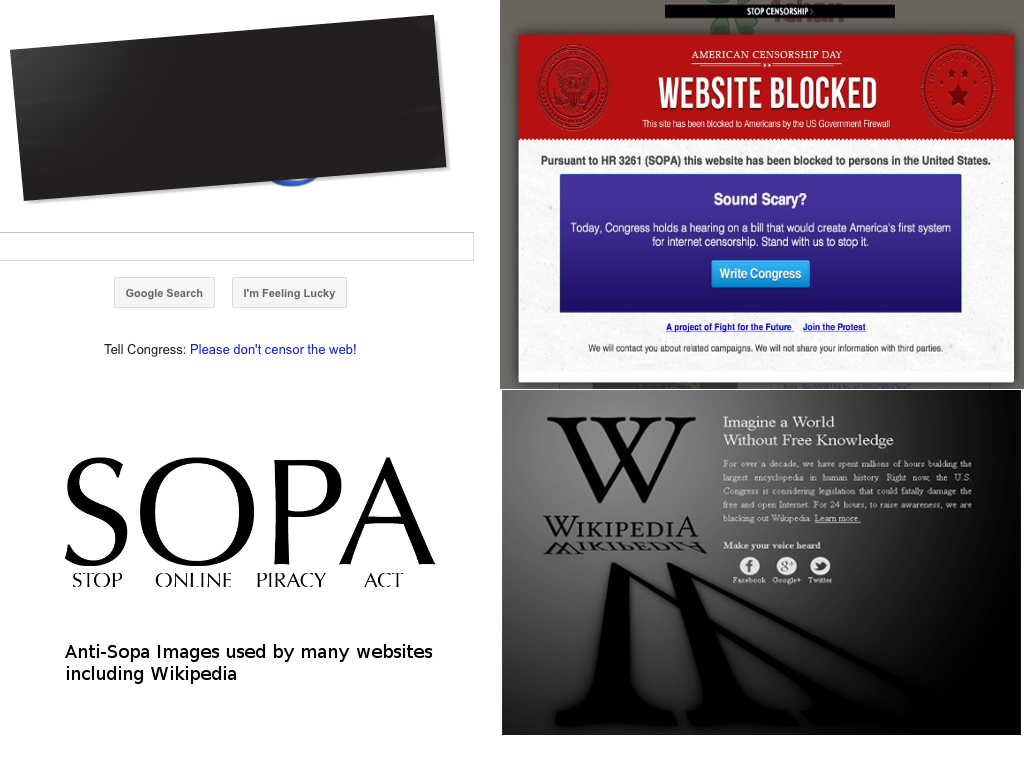 Google Search
I'm Feeling Lucky
Tell Congress: Please don't censor the web!
STOP CENSORSHIP
4chan
AMERICAN CENSORSHIP DAY
WEBSITE BLOCKED
This site has been blocked to Americans by the US Government Firewall
Pursuant to HR 3261 (SOPA) this website has been blocked to persons in the United States.
Sound Scary?
Today, Congress holds a hearing on a bill that would create America's first system
for internet censorship. Stand with us to stop it.
Write Congress
A project of Fight for the Future Join the Protest
We will contact you about related campaigns. We will not share your information with third parties.
SOPA
STOP ONLINE PIRACY ACT
Anti-Sopa Images used by many websites
including Wikipedia
W
WIKIPEDIA
Imagine a World
Without Free Knowledge
For over a decade, we have spent millions of hours building the
largest encyclopedia in human history. Right now, the U.S.
Congress is considering legislation that could fatally damage the
free and open Internet. For 24 hours, to raise awareness, we are
blacking out Wikipedia. Learn more.
Make your voice heard
Facebook Google+ Twitter